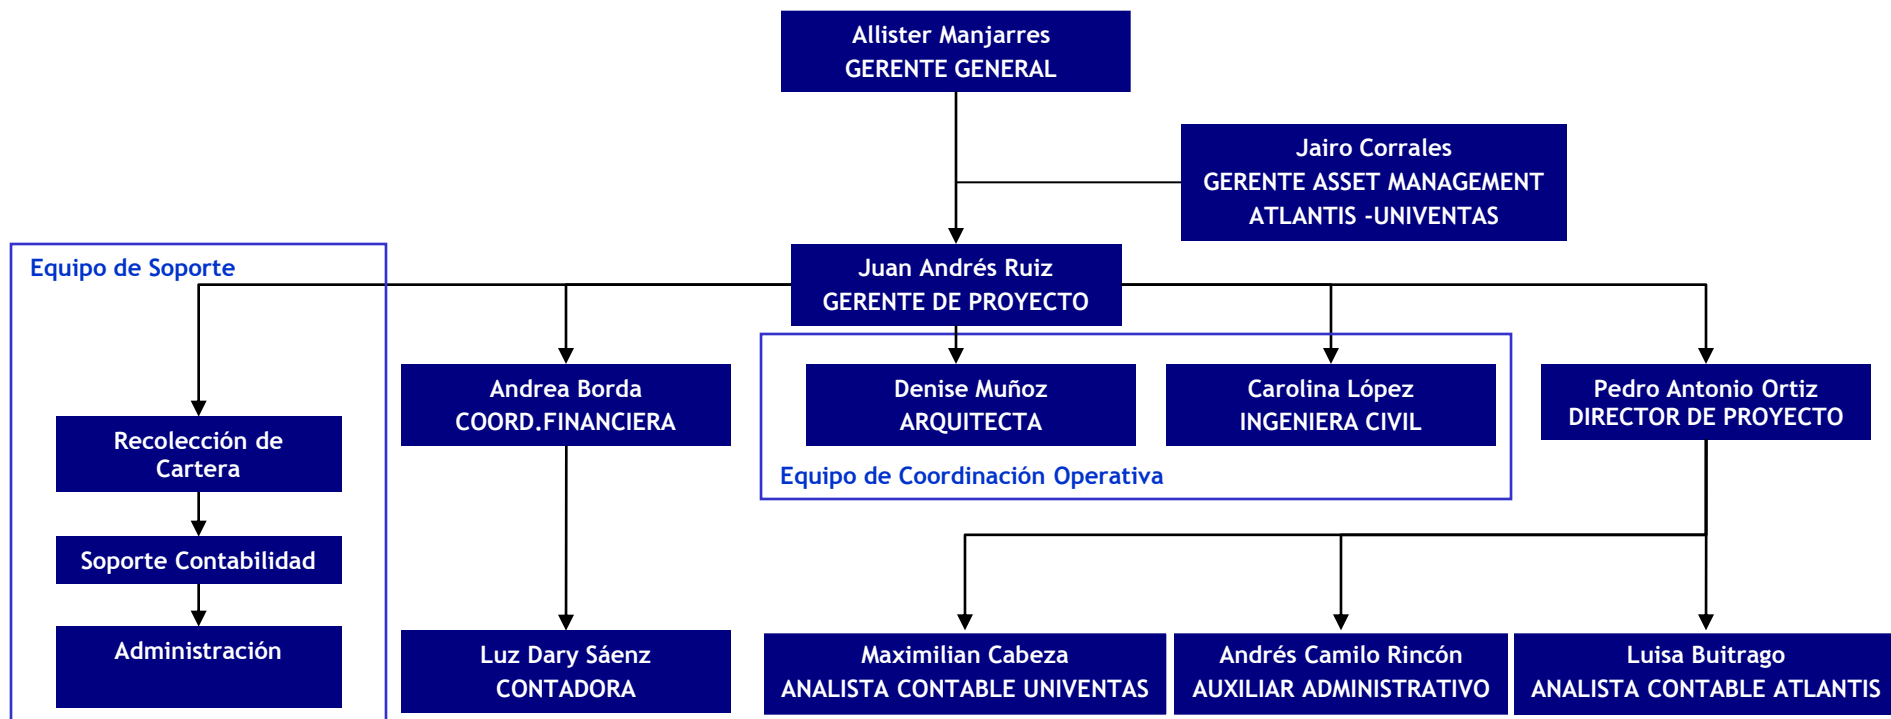 Allister Manjarres
GERENTE GENERAL
Jairo Corrales
GERENTE ASSET MANAGEMENT
ATLANTIS -UNIVENTAS
Equipo de Soporte
Juan Andrés Ruiz
GERENTE DE PROYECTO
Andrea Borda
COORD.FINANCIERA
Denise Muñoz
ARQUITECTA
Carolina López
INGENIERA CIVIL
Pedro Antonio Ortiz
DIRECTOR DE PROYECTO
Equipo de Coordinación Operativa
Recolección de
Cartera
Soporte Contabilidad
Administración
Luz Dary Sáenz
CONTADORA
Maximilian Cabeza
ANALISTA CONTABLE UNIVENTAS
Andrés Camilo Rincón
AUXILIAR ADMINISTRATIVO
Luisa Buitrago
ANALISTA CONTABLE ATLANTIS